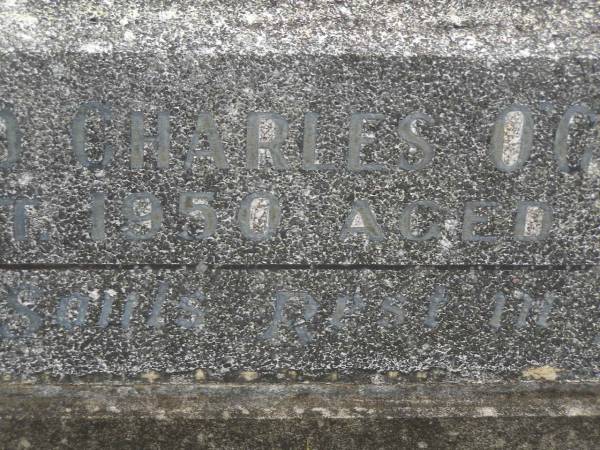 D CHARLES O'G
T. 1950 AGED
Souls Rest in